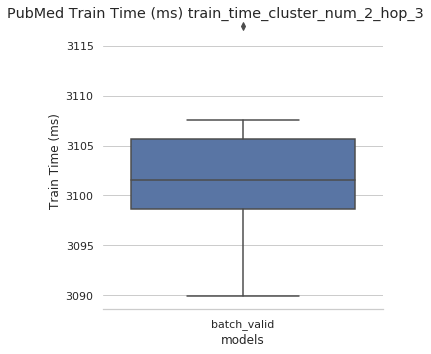 PubMed Train Time (ms) train_time_cluster_num_2_hop_3
3115
3110
3105
3100
3095
3090
Train Time (ms)
batch_valid
models